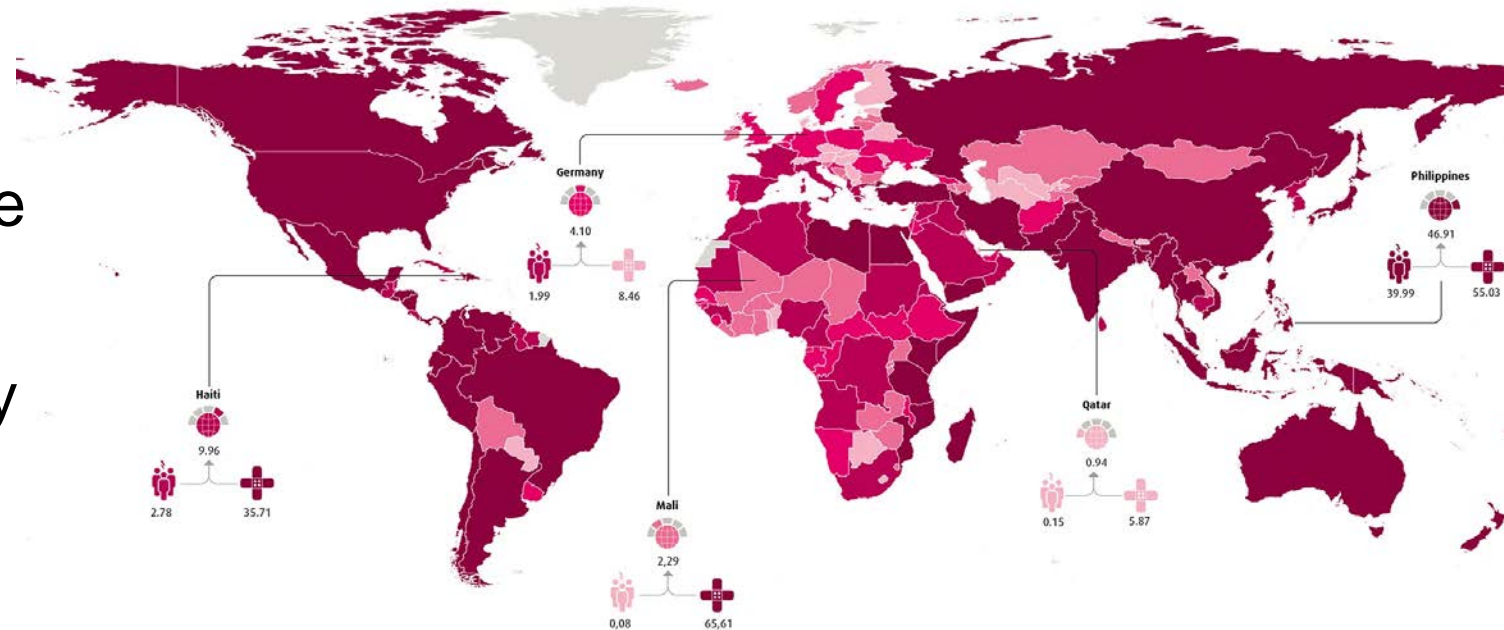 e
y
Germany
4.10
1.99 8.46
Philippines
46.91
39.99 55.03
Haiti
9.96
2.78 35.71
Qatar
0.94
0.15 5.87
Mali
2,29
0,08 65,61